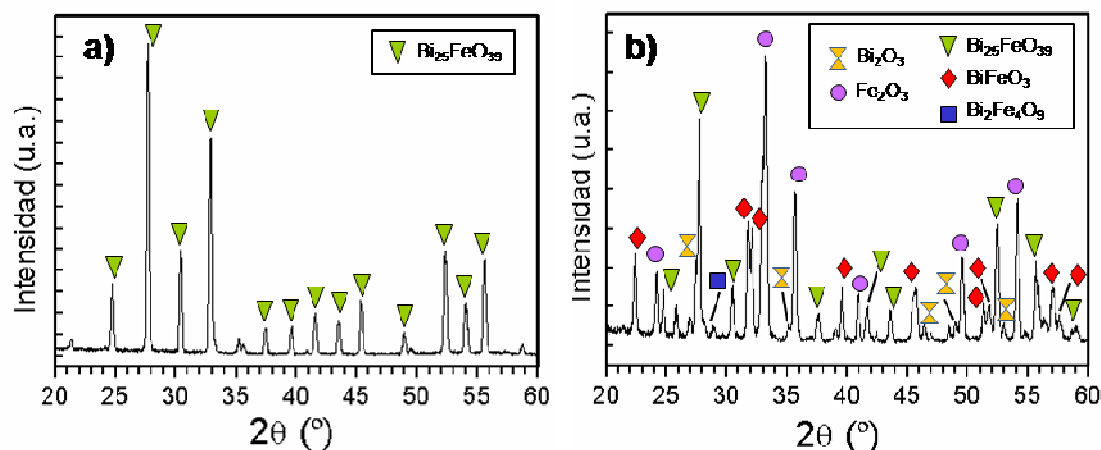 a)
Bi₂₅FeO₃₉
Intensidad (u.a.)
20 25 30 35 40 45 50 55 60
2θ (º)
b)
Bi₂O₃
Fe₂O₃
Bi₂₅FeO₃₉
BiFeO₃
Bi₂Fe₄O₉
Intensidad (u.a.)
20 25 30 35 40 45 50 55 60
2θ (º)